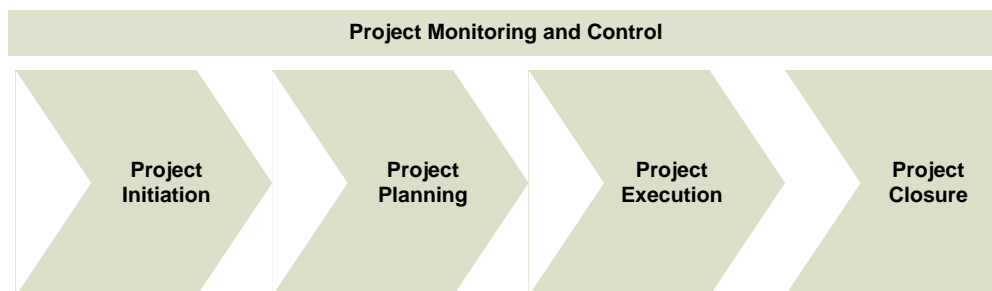 Project Monitoring and Control
Project
Initiation
Project
Planning
Project
Execution
Project
Closure